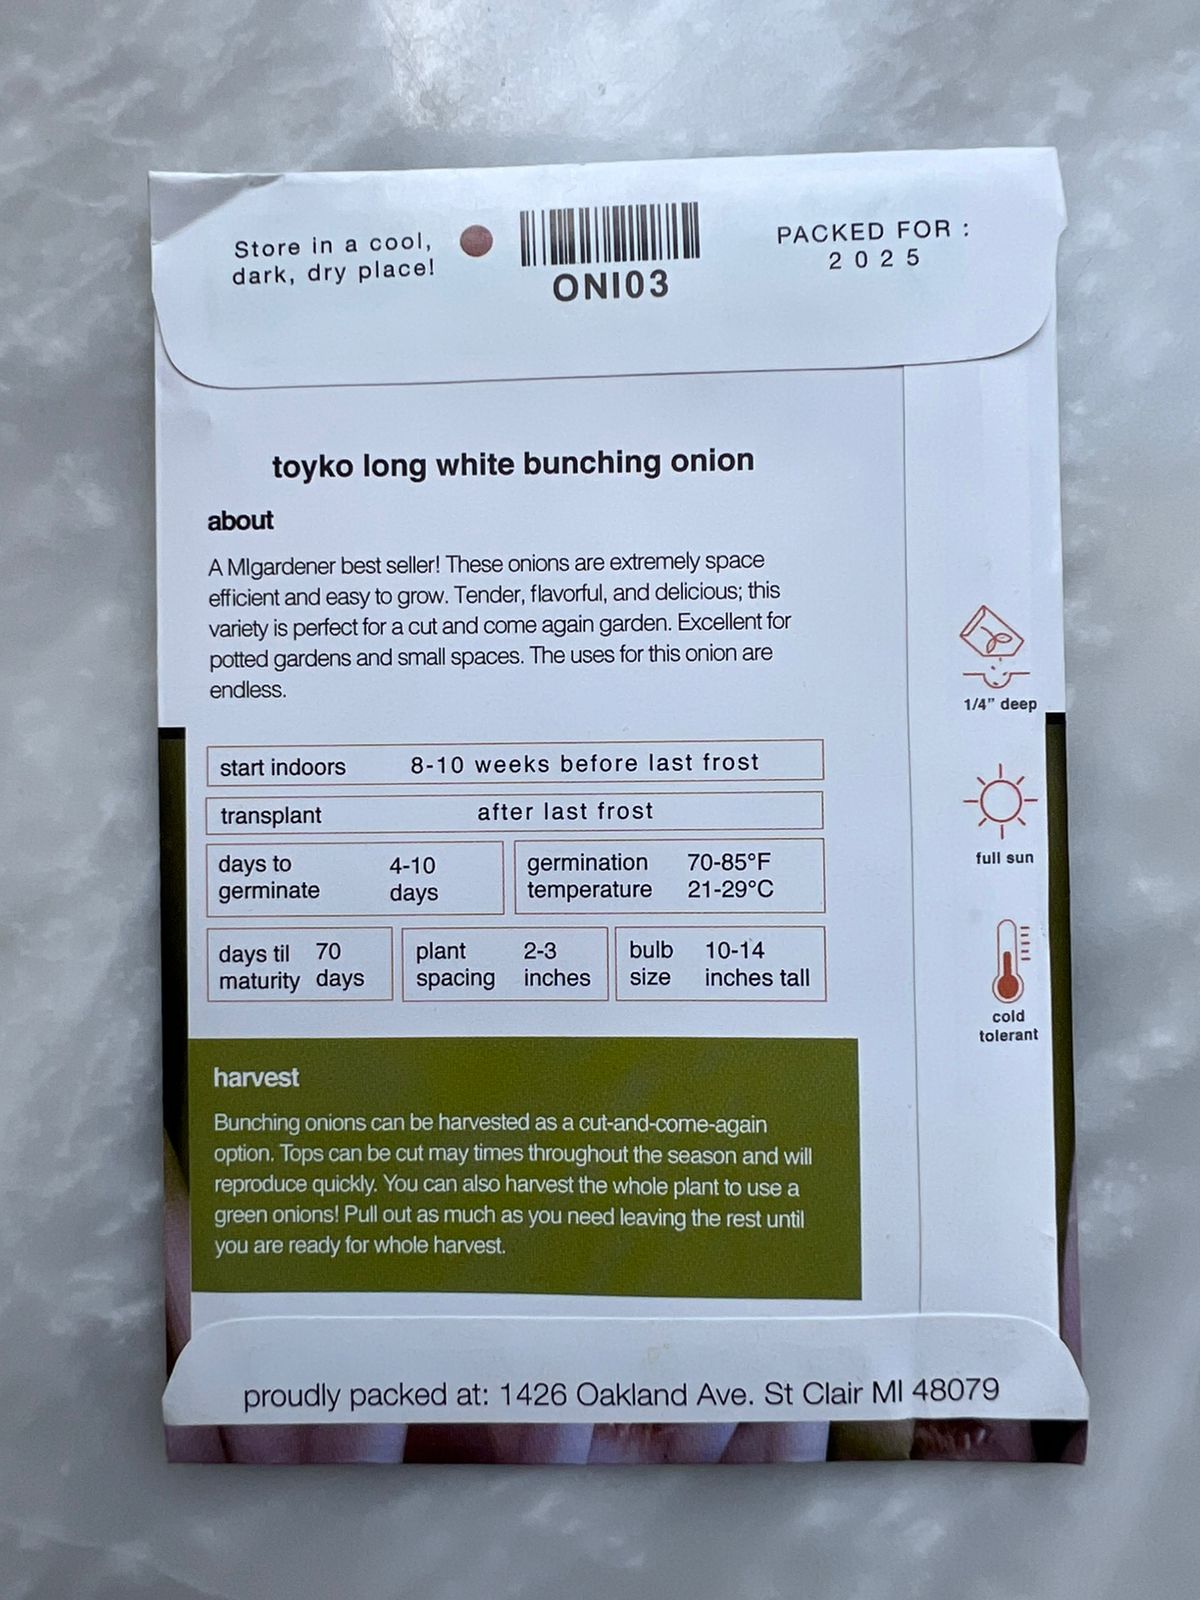 Store in a cool,
dark, dry place!
ONI03
PACKED FOR :
2025
toyko long white bunching onion
about
A MIgardener best seller! These onions are extremely space
efficient and easy to grow. Tender, flavorful, and delicious; this
variety is perfect for a cut and come again garden. Excellent for
potted gardens and small spaces. The uses for this onion are
endless.
start indoors 8-10 weeks before last frost
transplant after last frost
days to
germinate
4-10
days
germination
temperature
70-85°F
21-29°C
days til
maturity
70
days
plant
spacing
2-3
inches
bulb
size
10-14
inches tall
1/4" deep
full sun
cold
tolerant
harvest
Bunching onions can be harvested as a cut-and-come-again
option. Tops can be cut may times throughout the season and will
reproduce quickly. You can also harvest the whole plant to use a
green onions! Pull out as much as you need leaving the rest until
you are ready for whole harvest.
proudly packed at: 1426 Oakland Ave. St Clair MI 48079